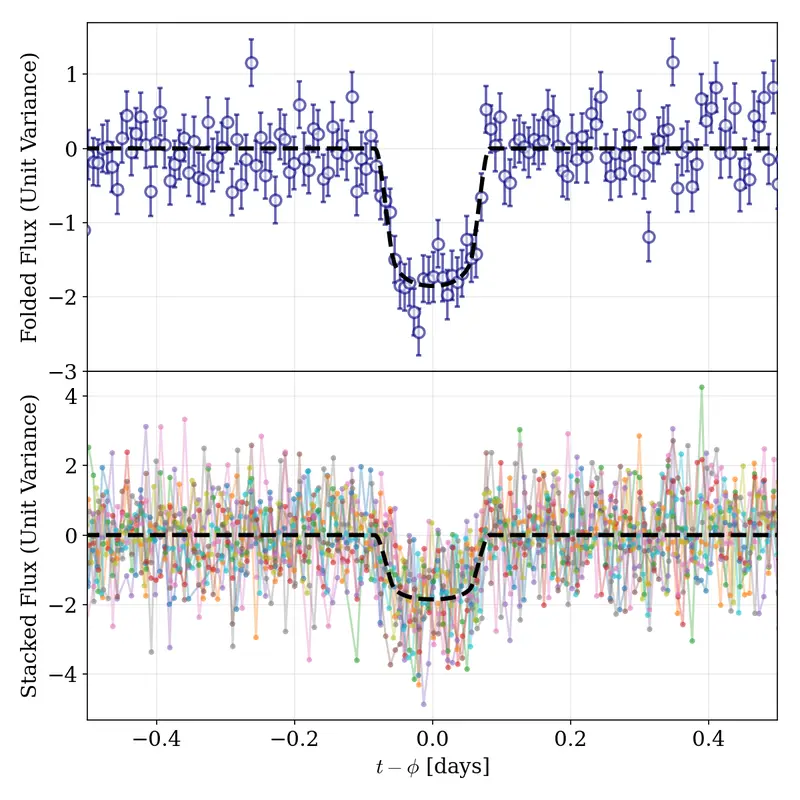 Folded Flux (Unit Variance)
1
0
−1
−2
−3
Stacked Flux (Unit Variance)
4
2
0
−2
−4
−0.4 −0.2 0.0 0.2 0.4
t − ϕ [days]